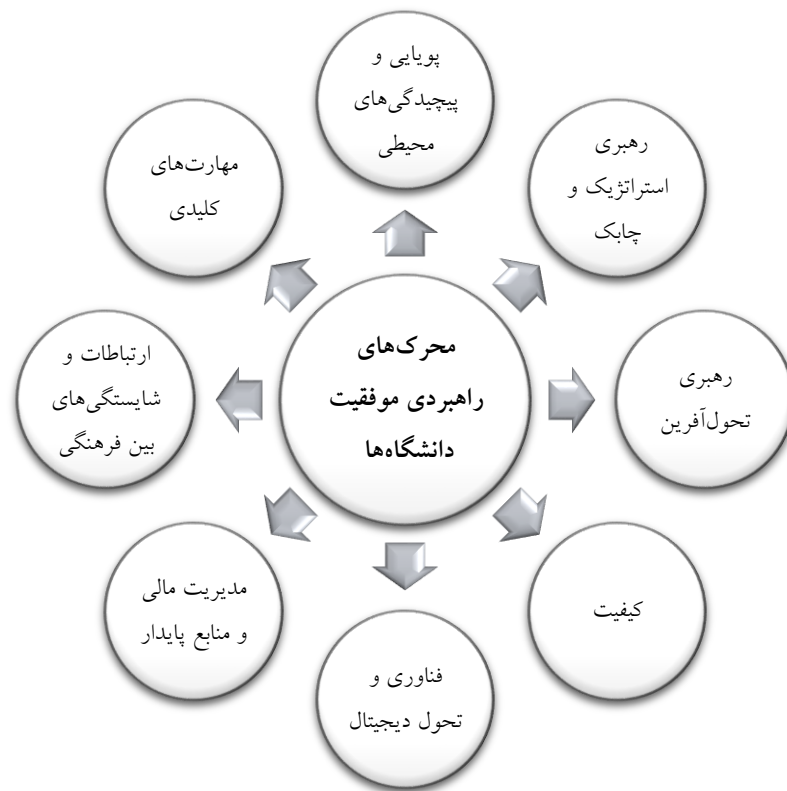 پویایی و
پیچیدگی‌های
محیطی
رهبری
استراتژیک و
چابک
رهبری
تحول‌آفرین
کیفیت
فناوری و
تحول دیجیتال
مدیریت مالی
و منابع پایدار
ارتباطات و
شایستگی‌های
بین فرهنگی
مهارت‌های
کلیدی
محرک‌های
راهبردی موفقیت
دانشگاه‌ها